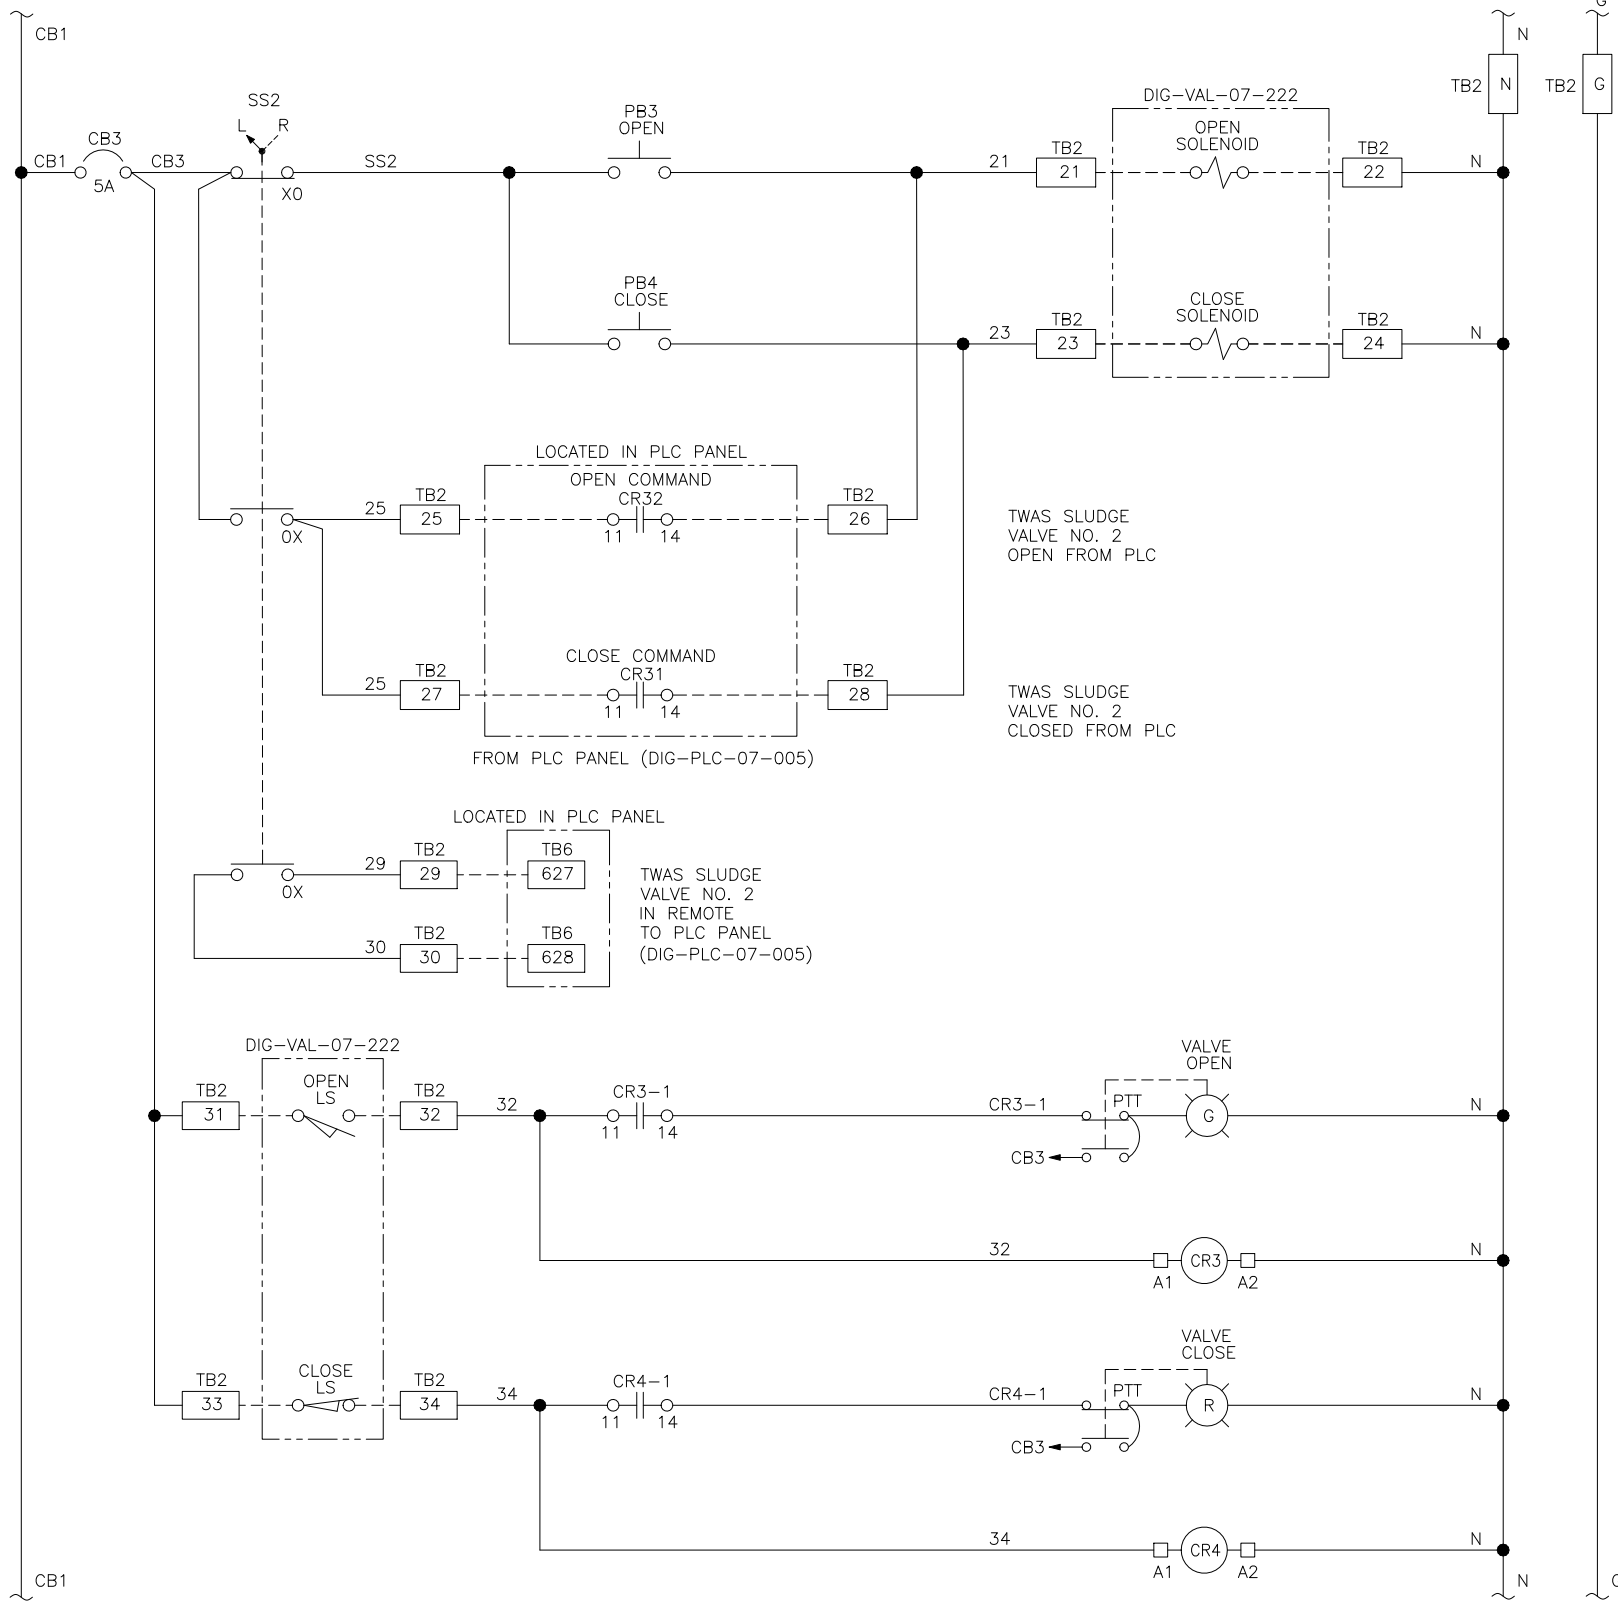 G
CB1
N
TB2
N
TB2
G
DIG-VAL-07-222
SS2
L
R
PB3
OPEN
OPEN
SOLENOID
CB3
CB1
5A
CB3
X0
SS2
21
TB2
21
TB2
22
N
PB4
CLOSE
CLOSE
SOLENOID
23
TB2
23
TB2
24
N
LOCATED IN PLC PANEL
OPEN COMMAND
CR32
25
TB2
25
11
14
TB2
26
0X
TWAS SLUDGE
VALVE NO. 2
OPEN FROM PLC
CLOSE COMMAND
CR31
25
TB2
27
11
14
TB2
28
TWAS SLUDGE
VALVE NO. 2
CLOSED FROM PLC
FROM PLC PANEL (DIG-PLC-07-005)
LOCATED IN PLC PANEL
29
TB2
29
TB6
627
0X
30
TB2
30
TB6
628
TWAS SLUDGE
VALVE NO. 2
IN REMOTE
TO PLC PANEL
(DIG-PLC-07-005)
DIG-VAL-07-222
OPEN
LS
TB2
31
TB2
32
32
CR3-1
11
14
CR3-1
PTT
VALVE
OPEN
G
N
CB3
32
A1
CR3
A2
N
CLOSE
LS
TB2
33
TB2
34
34
CR4-1
11
14
CR4-1
PTT
VALVE
CLOSE
R
N
CB3
34
A1
CR4
A2
N
CB1
N